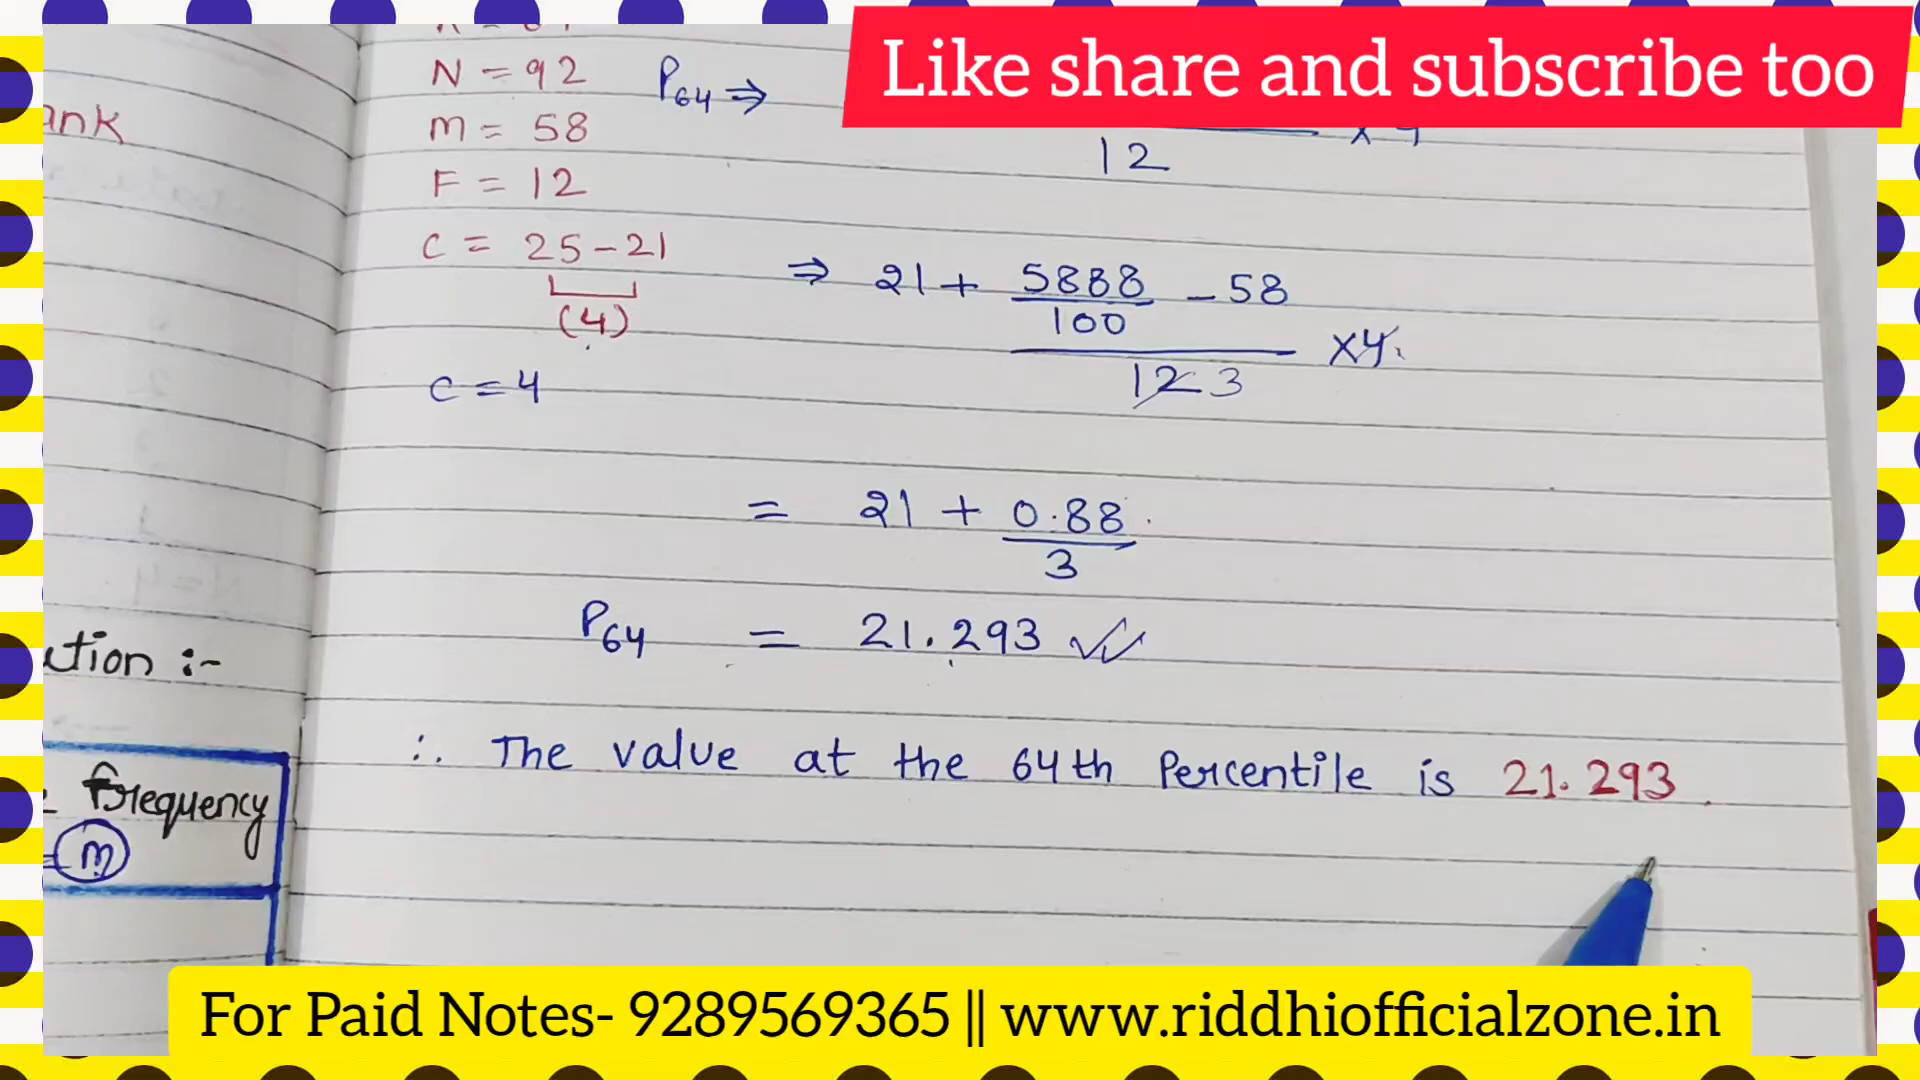 Like share and subscribe too
N = 92
P64 ⇒
m = 58
12
ank
F = 12
C = 25 - 21
(4)
⇒ 21 + 5888 - 58
100
x4
12 3
C = 4
= 21 + 0.88
3
P64 = 21.293
ution :-
∴ The value at the 64th Percentile is 21.293
Frequency
= m
For Paid Notes- 9289569365 || www.riddhiofficialzone.in